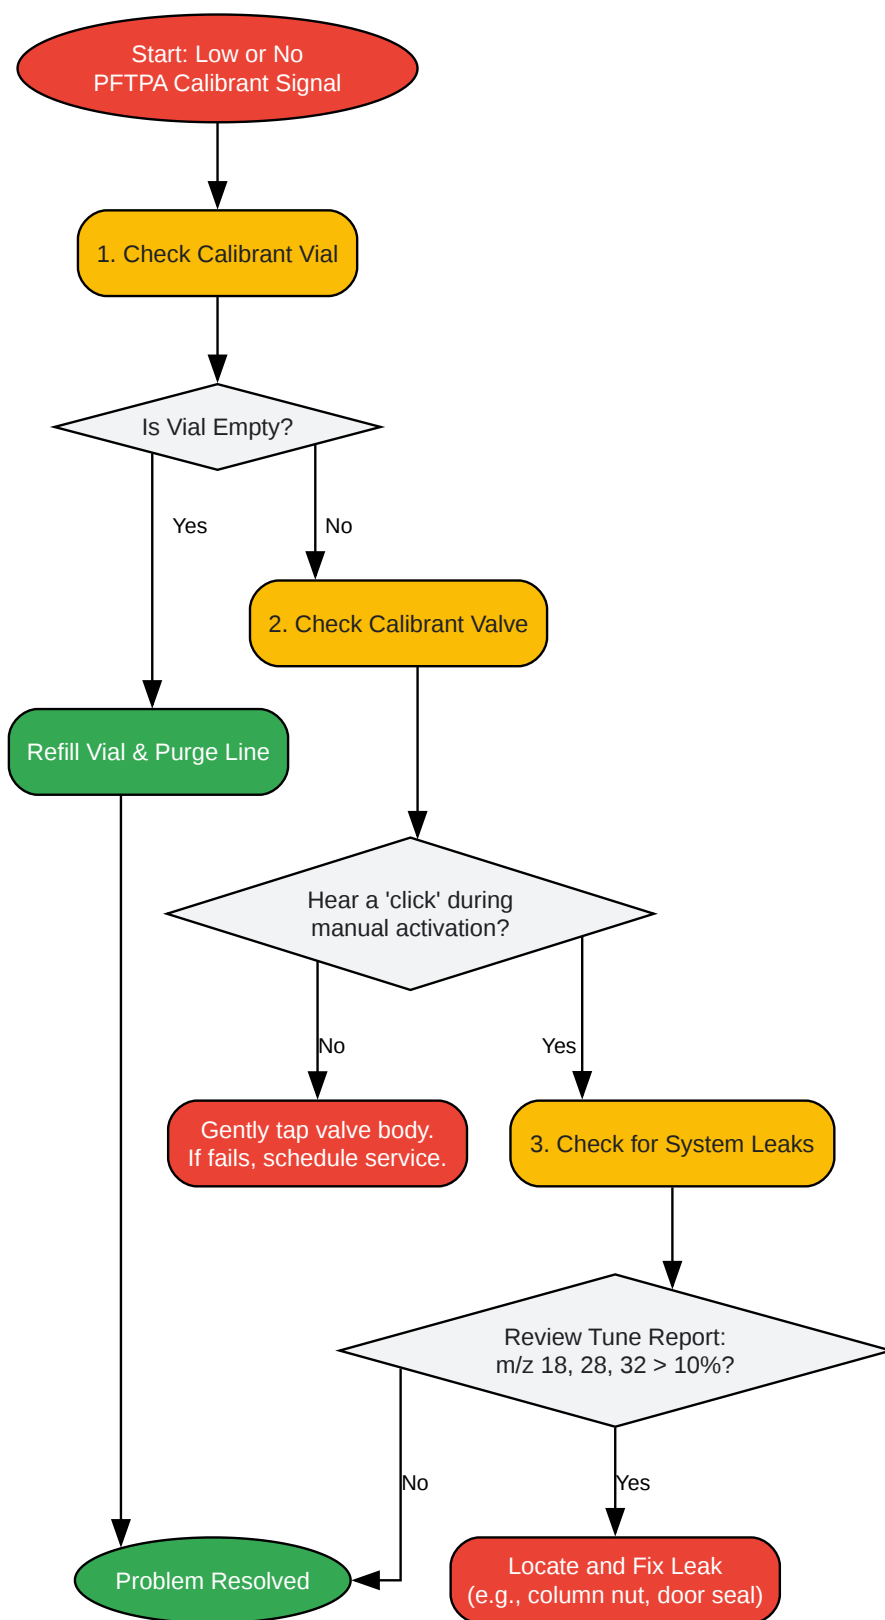 Start: Low or No
PFTPA Calibrant Signal
1. Check Calibrant Vial
Is Vial Empty?
Yes
No
2. Check Calibrant Valve
Refill Vial & Purge Line
Hear a 'click' during
manual activation?
No
Yes
Gently tap valve body.
If fails, schedule service.
3. Check for System Leaks
Review Tune Report:
m/z 18, 28, 32 > 10%?
No
Yes
Problem Resolved
Locate and Fix Leak
(e.g., column nut, door seal)